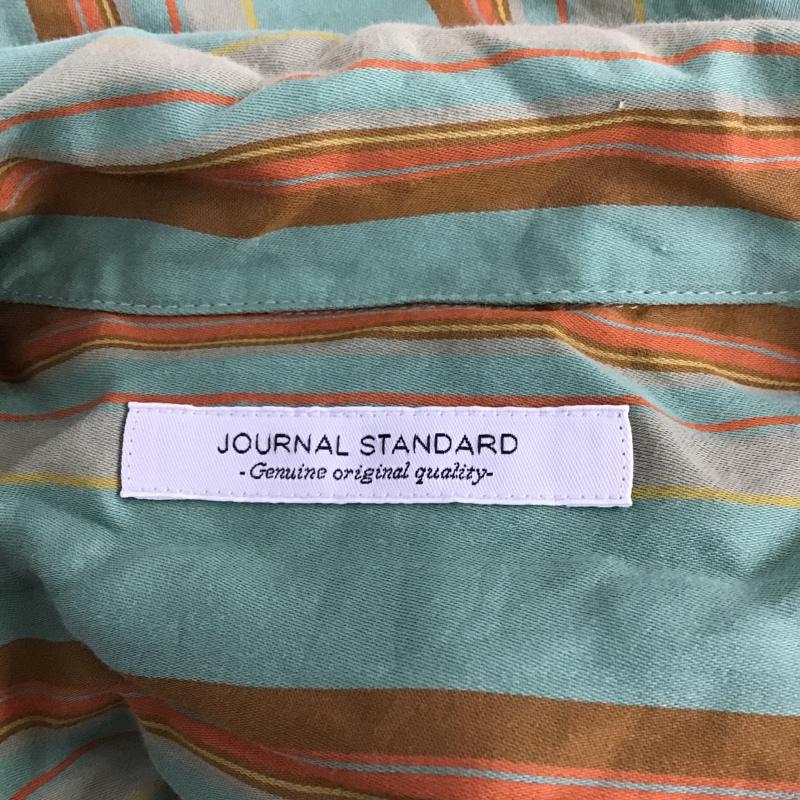 JOURNAL STANDARD
-Genuine original quality-